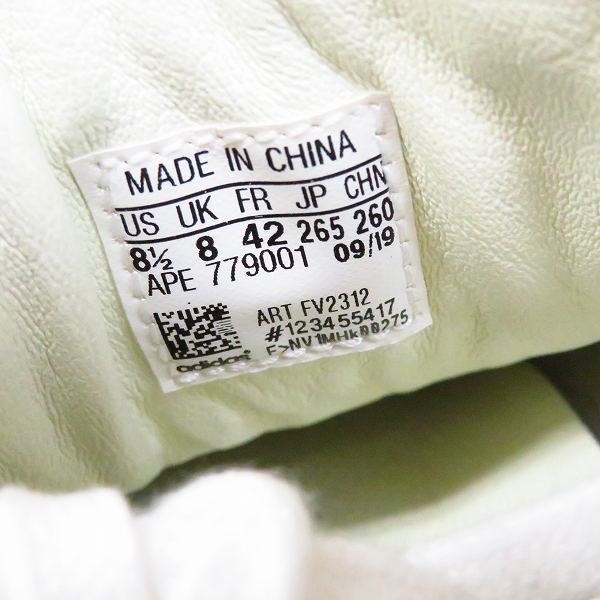 MADE IN CHINA
US UK FR JP CHN
8½ 8 42 265 260
APE 779001 09/19
ART FV2312
#123455417
adidas